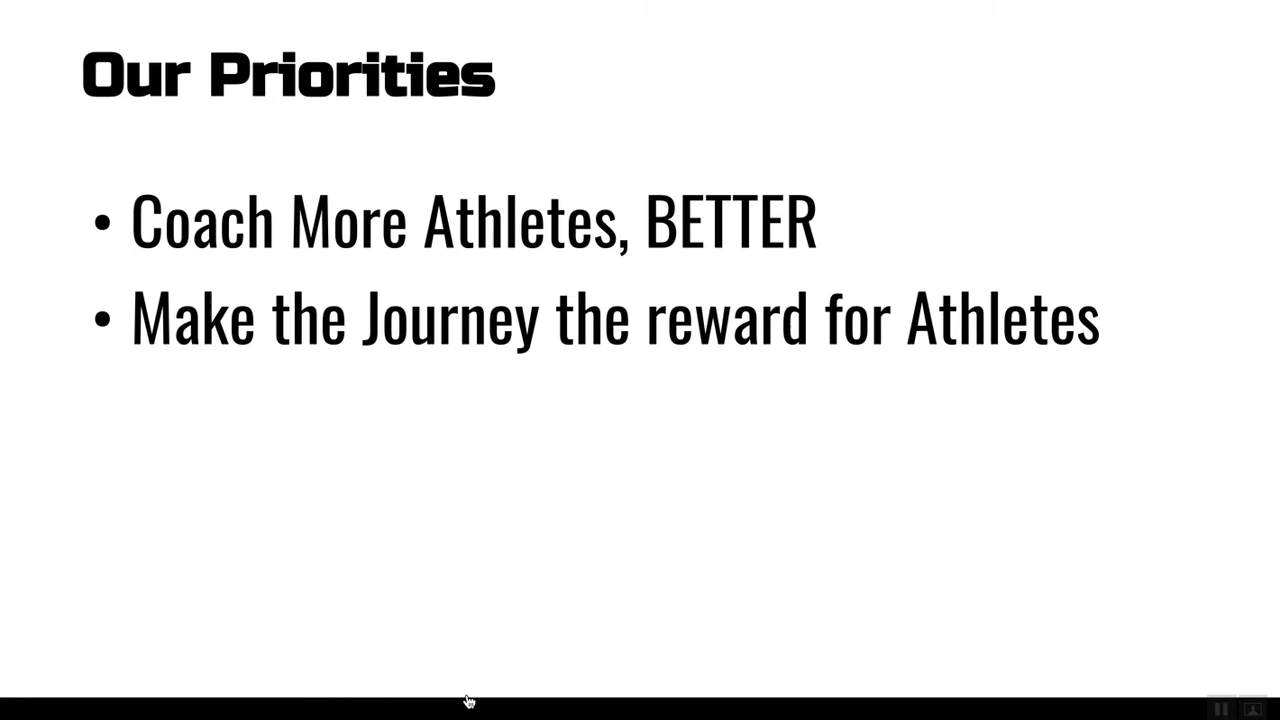 Our Priorities
• Coach More Athletes, BETTER
• Make the Journey the reward for Athletes